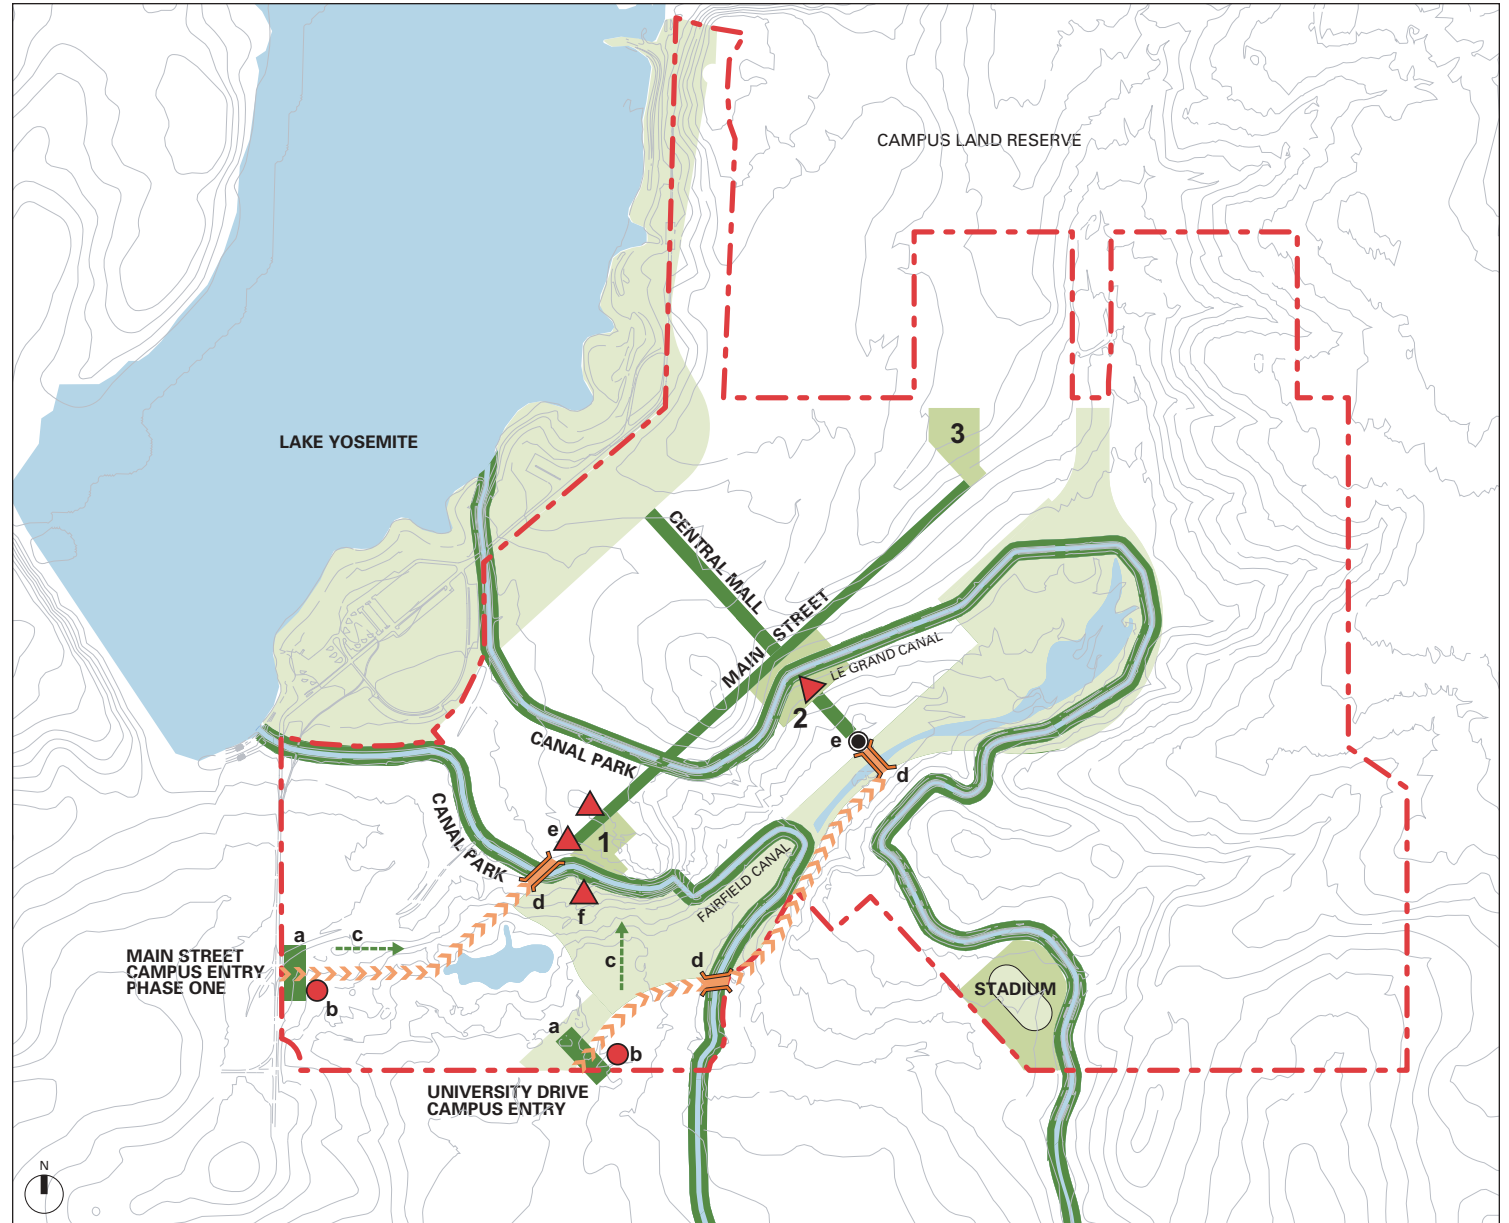 CAMPUS LAND RESERVE
LAKE YOSEMITE
3
CENTRAL MALL
MAIN STREET
LE GRAND CANAL
2
e
d
CANAL PARK
CANAL PARK
e
1
FAIRFIELD CANAL
d
f
a
c
MAIN STREET
CAMPUS ENTRY
PHASE ONE
b
c
d
STADIUM
a
b
UNIVERSITY DRIVE
CAMPUS ENTRY
N